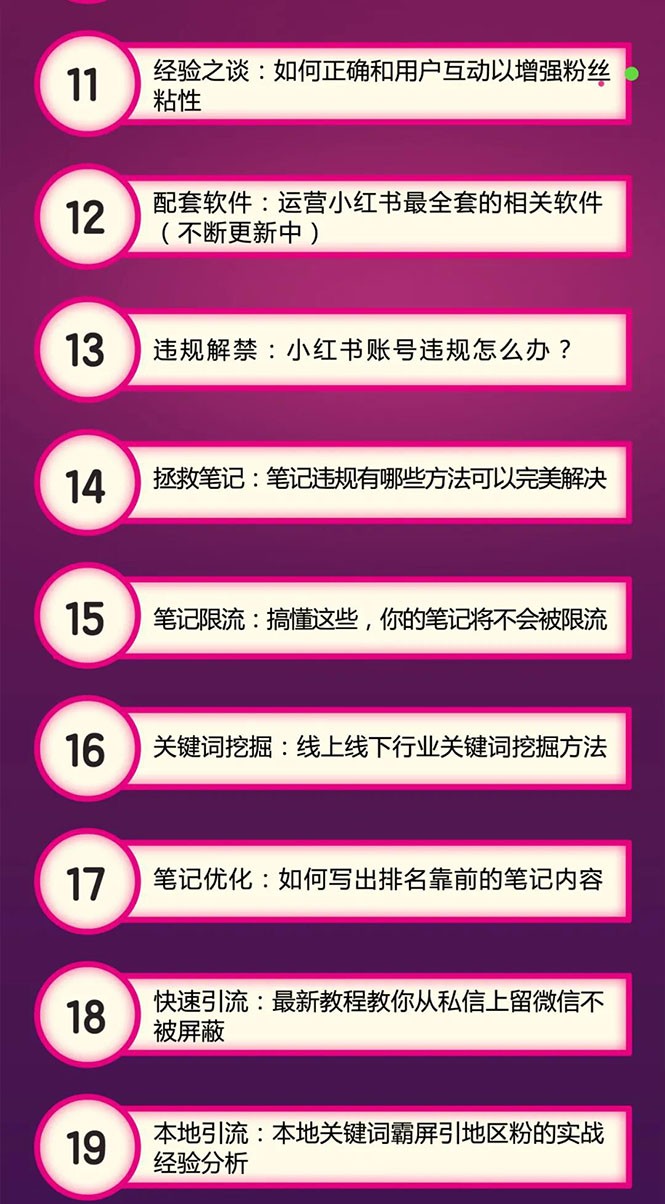 11
经验之谈：如何正确和用户互动以增强粉丝
粘性
12
配套软件：运营小红书最全套的相关软件
（不断更新中）
13
违规解禁：小红书账号违规怎么办？
14
拯救笔记：笔记违规有哪些方法可以完美解决
15
笔记限流：搞懂这些，你的笔记将不会被限流
16
关键词挖掘：线上线下行业关键词挖掘方法
17
笔记优化：如何写出排名靠前的笔记内容
18
快速引流：最新教程教你从私信上留微信不
被屏蔽
19
本地引流：本地关键词霸屏引地区粉的实战
经验分析